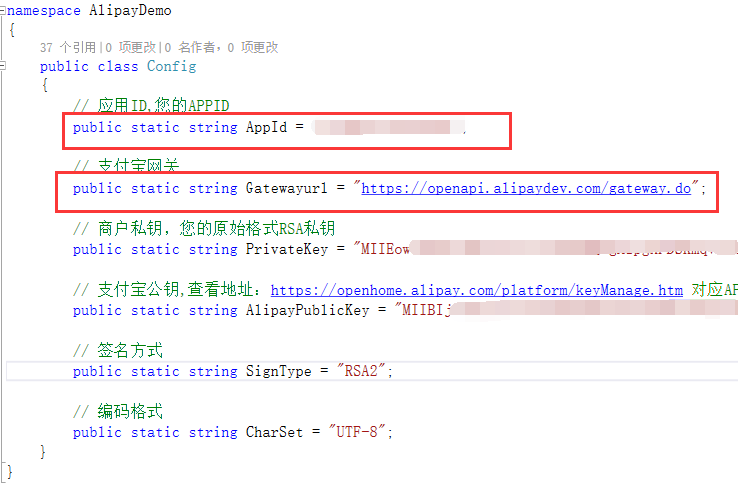 namespace AlipayDemo
{
37 个引用|0 项更改|0 名作者，0 项更改
public class Config
{
// 应用ID,您的APPID
public static string AppId =
// 支付宝网关
public static string Gatewayurl = "https://openapi.alipaydev.com/gateway.do";
// 商户私钥，您的原始格式RSA私钥
public static string PrivateKey = "MIIEow
// 支付宝公钥,查看地址：https://openhome.alipay.com/platform/keyManage.htm 对应AP
public static string AlipayPublicKey = "MIIBIj
// 签名方式
public static string SignType = "RSA2";
// 编码格式
public static string CharSet = "UTF-8";
}
}